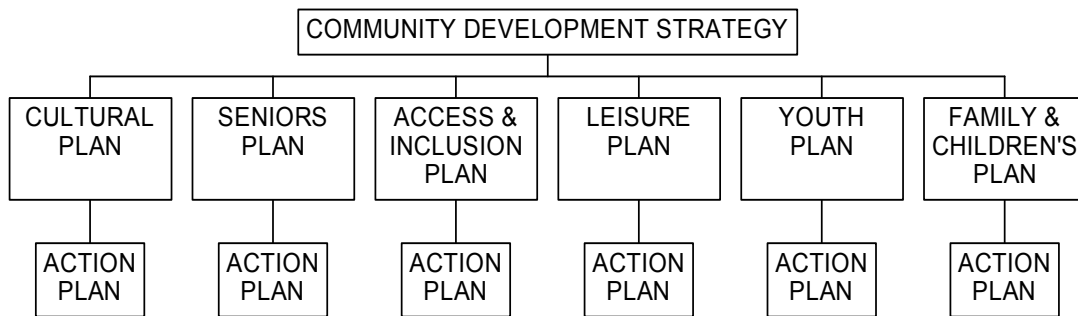 COMMUNITY DEVELOPMENT STRATEGY
CULTURAL
PLAN
SENIORS
PLAN
ACCESS &
INCLUSION
PLAN
LEISURE
PLAN
YOUTH
PLAN
FAMILY &
CHILDREN'S
PLAN
ACTION
PLAN
ACTION
PLAN
ACTION
PLAN
ACTION
PLAN
ACTION
PLAN
ACTION
PLAN